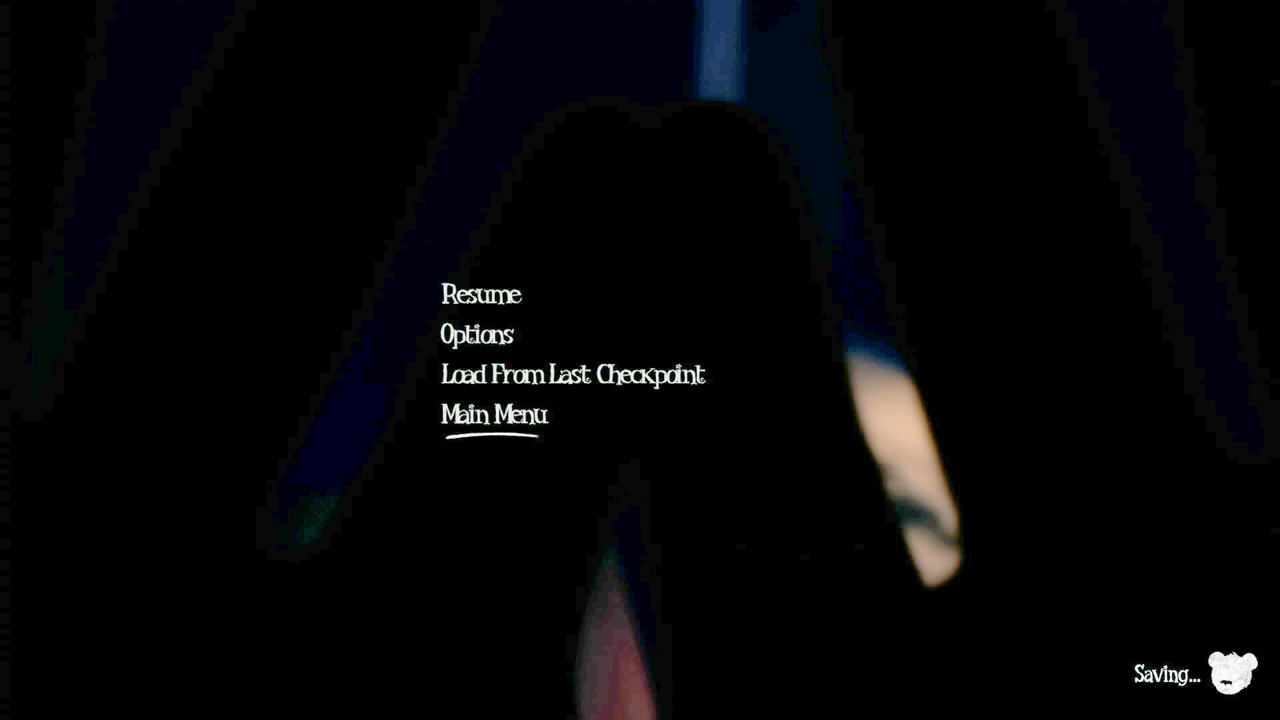 Resume
Options
Load From Last Checkpoint
Main Menu
Saving...